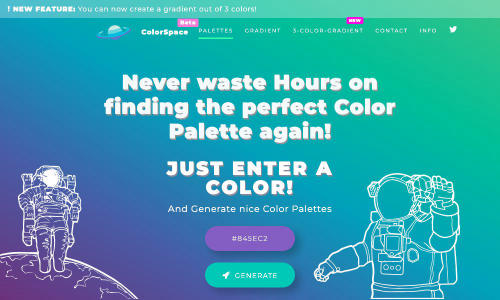 ! NEW FEATURE: You can now create a gradient out of 3 colors!
ColorSpace Beta PALETTES GRADIENT 3-COLOR-GRADIENT NEW CONTACT INFO
Never waste Hours on
finding the perfect Color
Palette again!
JUST ENTER A
COLOR!
And Generate nice Color Palettes
#845EC2
GENERATE